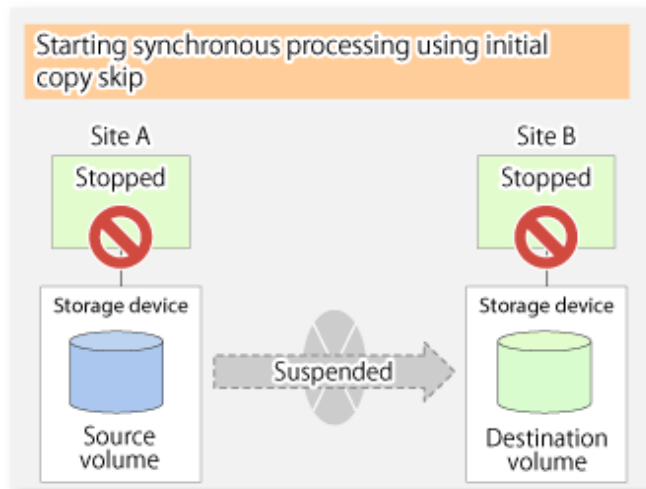 Starting synchronous processing using initial
copy skip
Site A
Site B
Stopped
Stopped
Storage device
Storage device
Suspended
Source
volume
Destination
volume